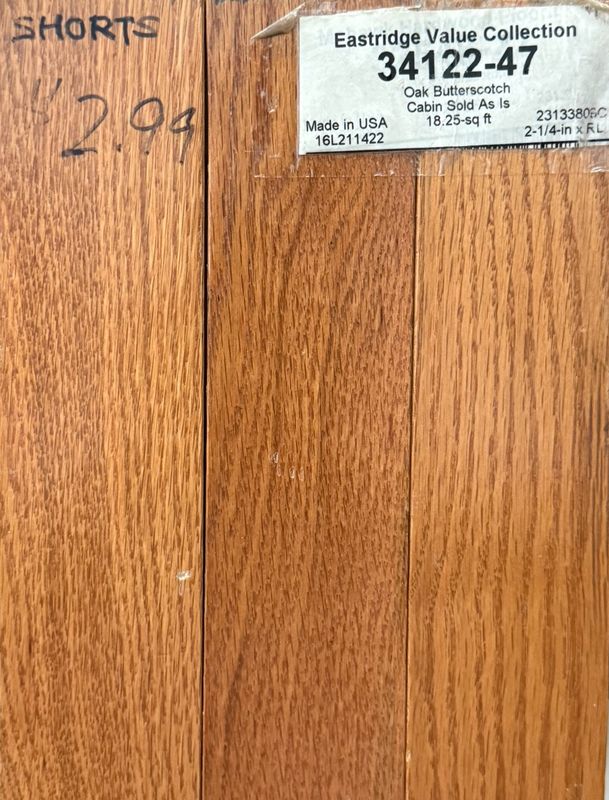 SHORTS
2.99
Eastridge Value Collection
34122-47
Oak Butterscotch
Cabin Sold As Is
Made in USA
18.25-sq ft
16L211422
2-1/4-in x RL